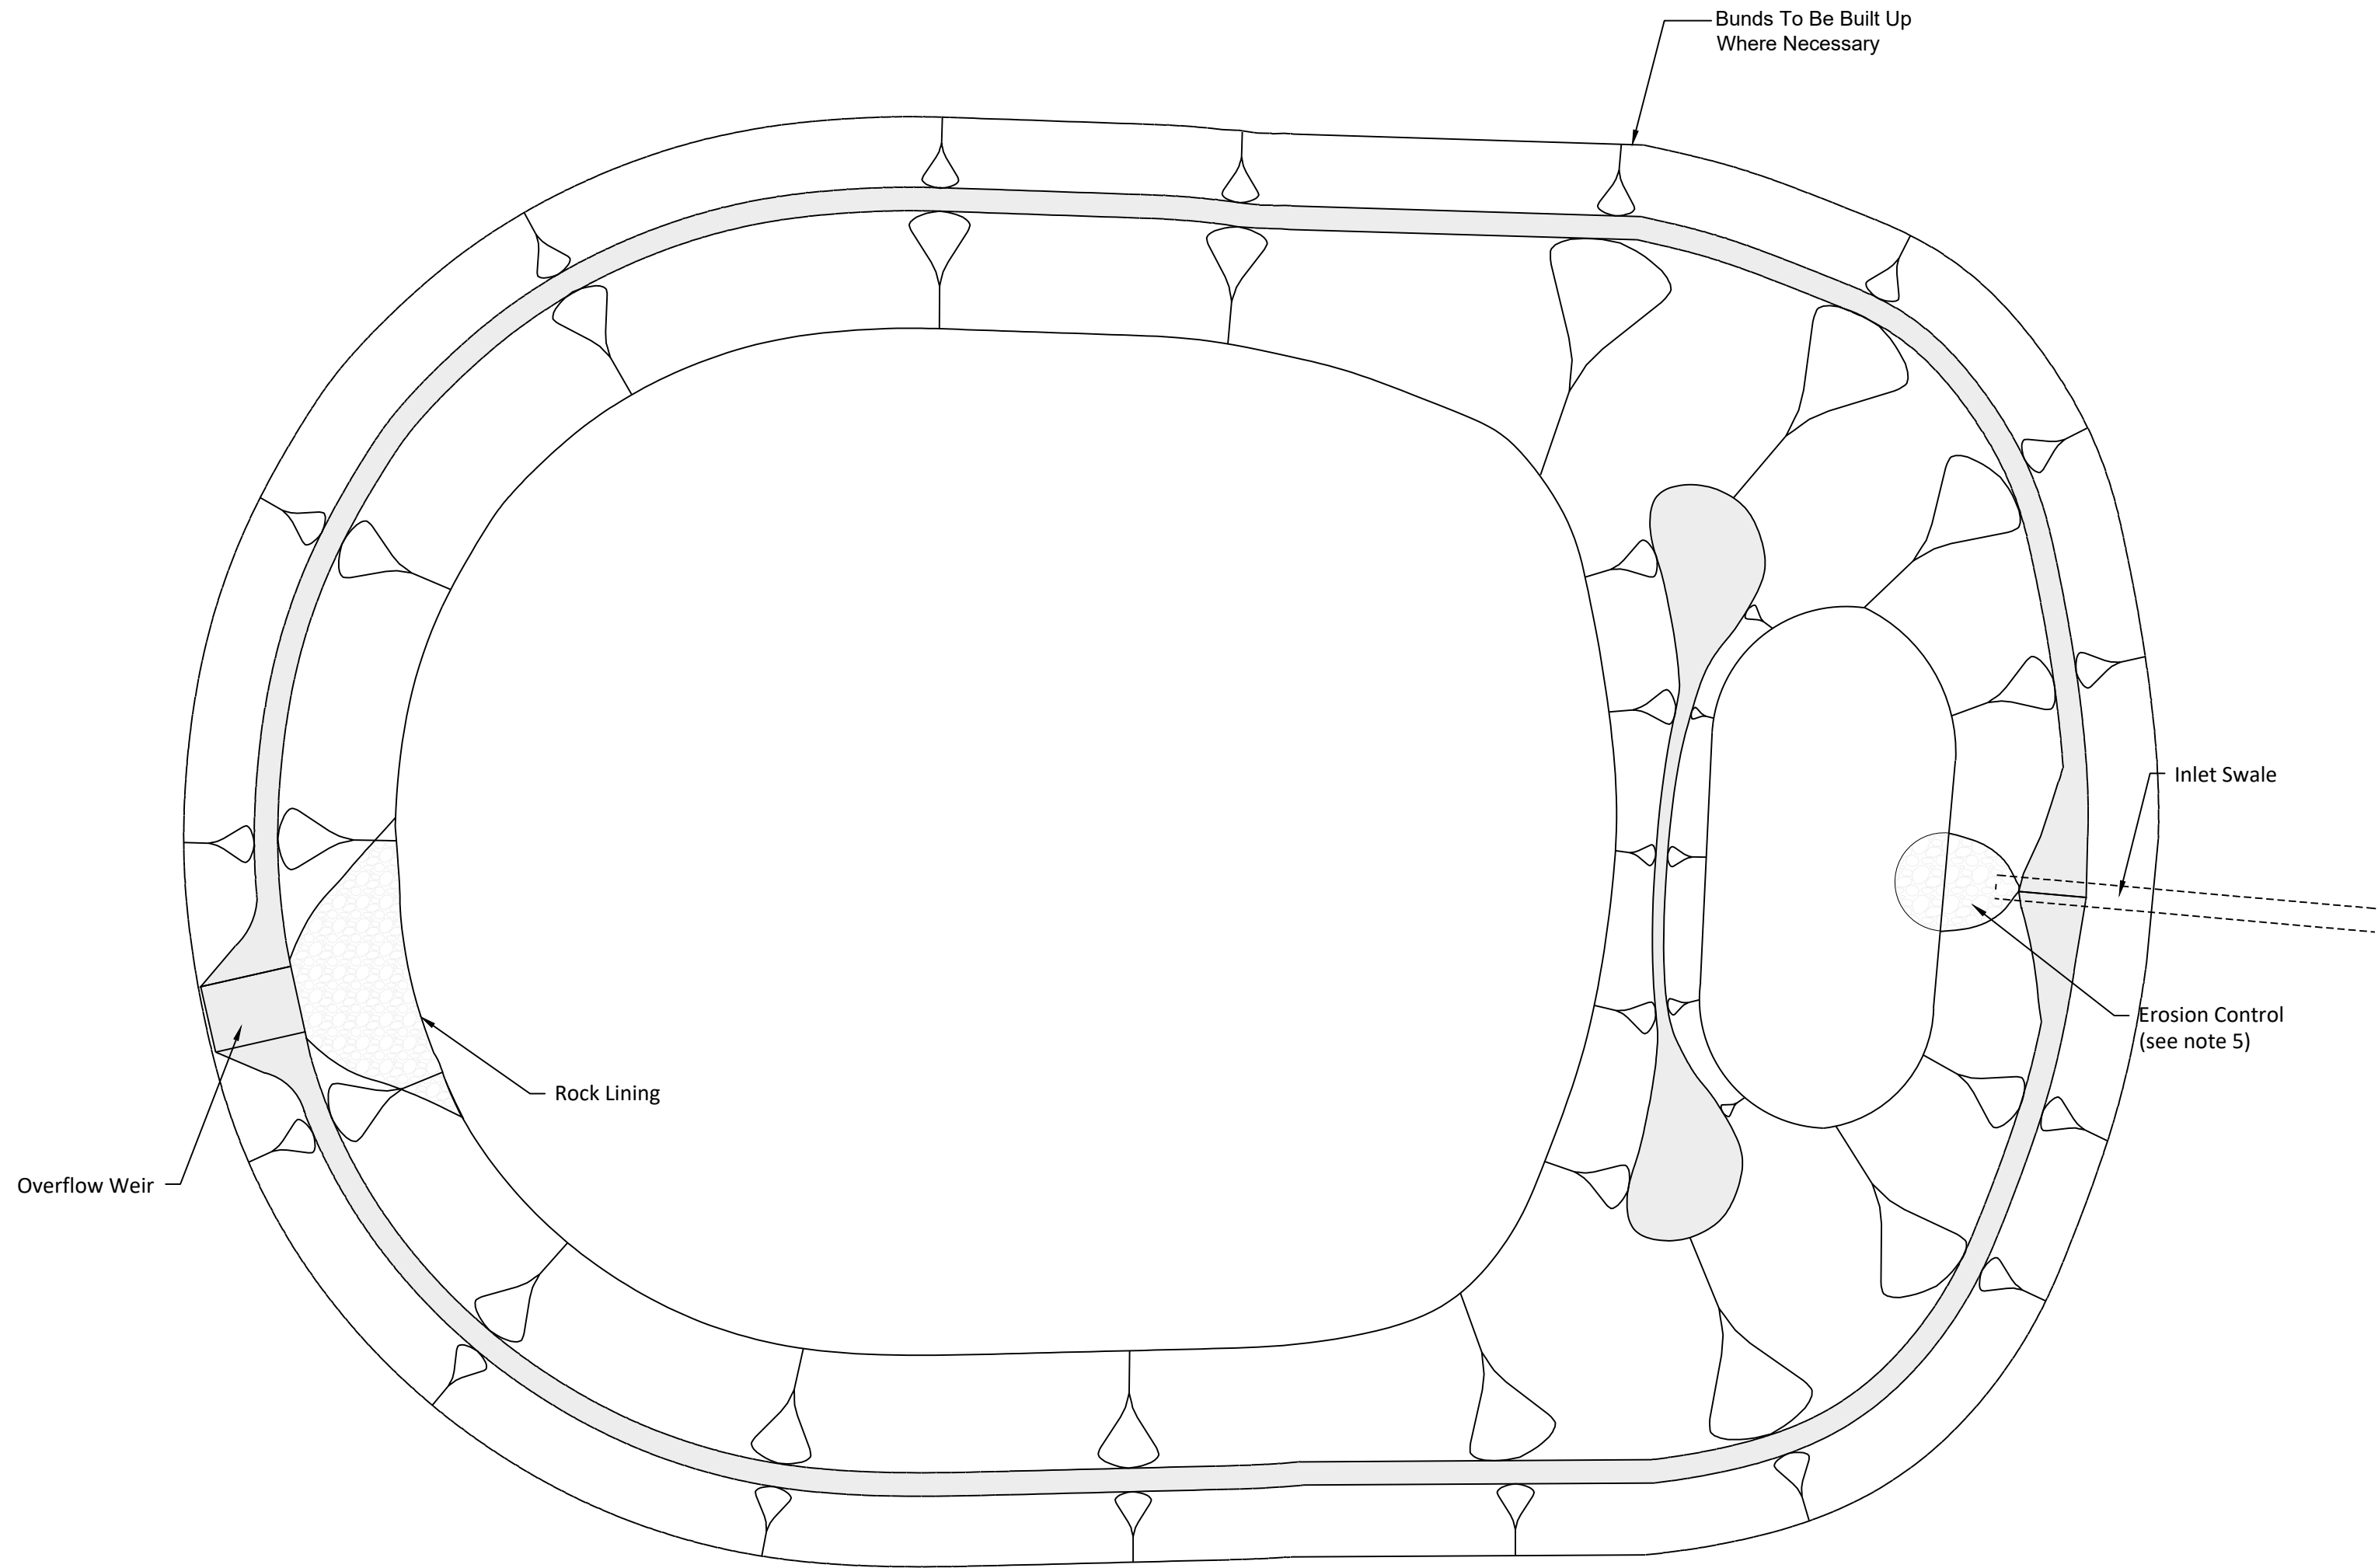 Bunds To Be Built Up
Where Necessary
Inlet Swale
Erosion Control
(see note 5)
Rock Lining
Overflow Weir